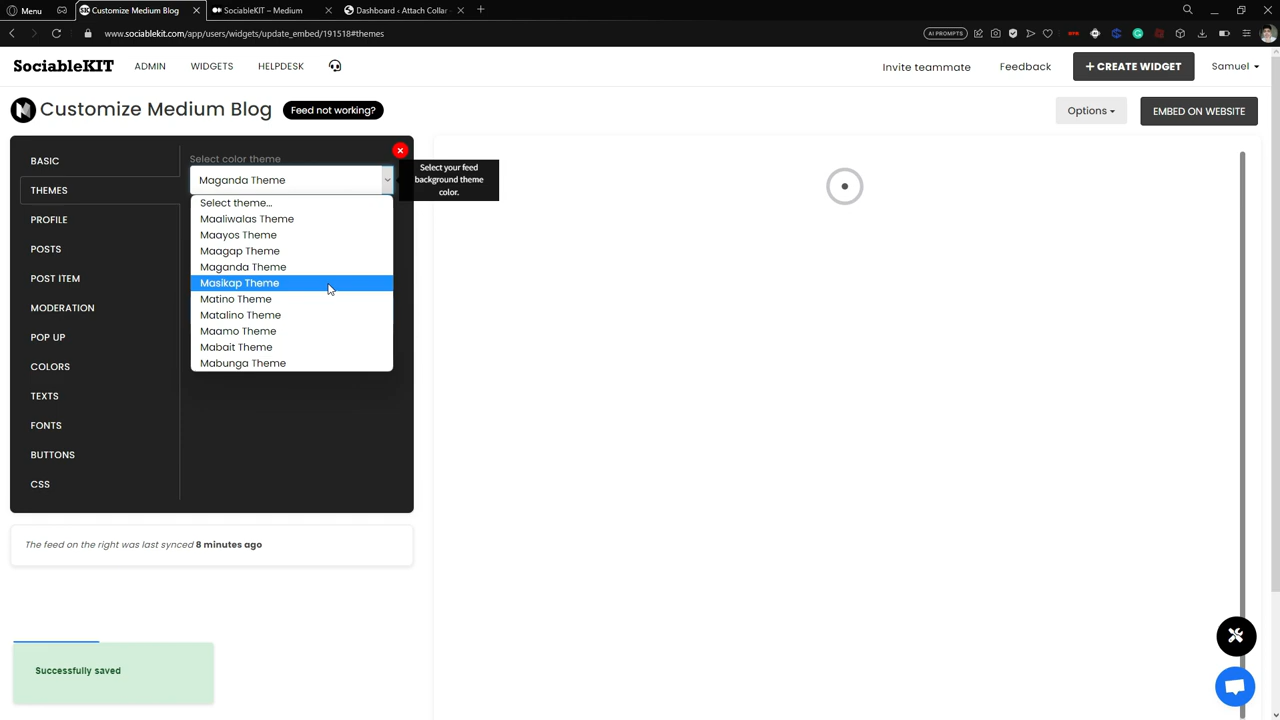 Menu
Customize Medium Blog
SociableKIT – Medium
Dashboard ‹ Attach Collar ‹
www.sociablekit.com/app/users/widgets/update_embed/191518#themes
AI PROMPTS
SociableKIT
ADMIN
WIDGETS
HELPDESK
Invite teammate
Feedback
+ CREATE WIDGET
Samuel
Customize Medium Blog
Feed not working?
Options
EMBED ON WEBSITE
BASIC
THEMES
PROFILE
POSTS
POST ITEM
MODERATION
POP UP
COLORS
TEXTS
FONTS
BUTTONS
CSS
Select color theme
Maganda Theme
Select your feed
background theme
color.
Select theme...
Maaliwalas Theme
Maayos Theme
Maagap Theme
Maganda Theme
Masikap Theme
Matino Theme
Matalino Theme
Maamo Theme
Mabait Theme
Mabunga Theme
The feed on the right was last synced 8 minutes ago
Successfully saved